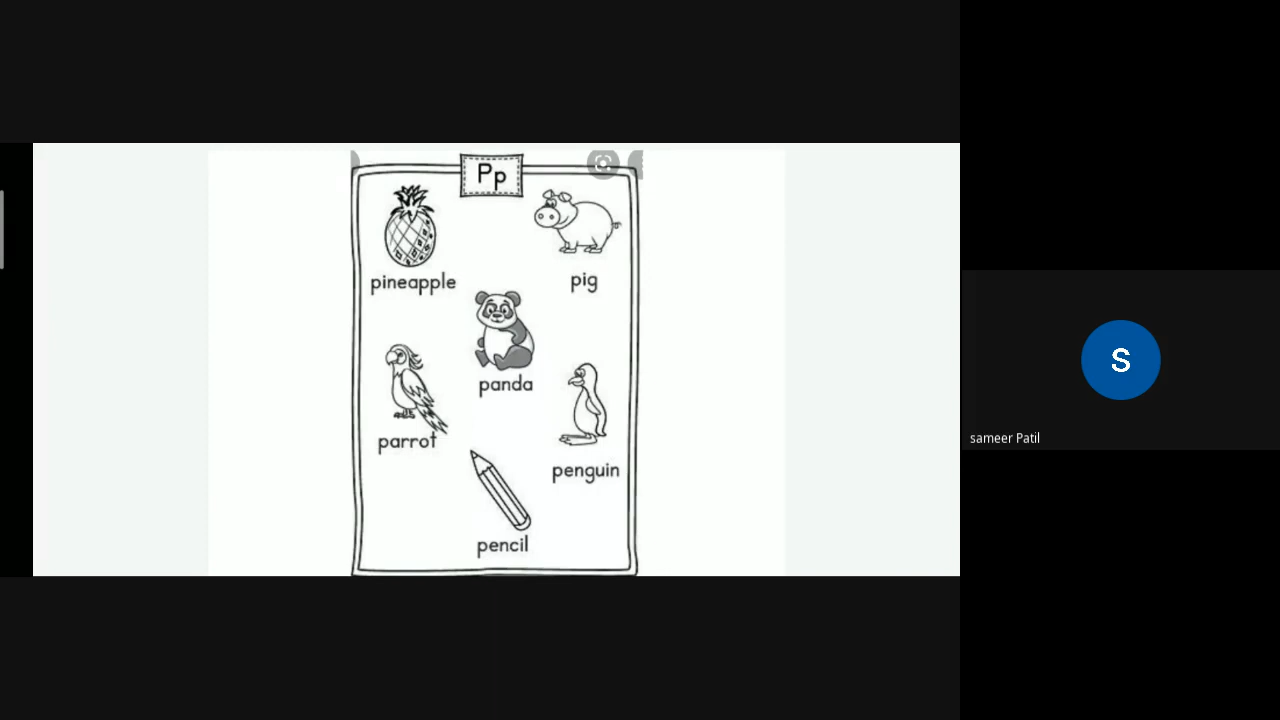 Pp
pineapple
pig
panda
parrot
penguin
pencil
S
sameer Patil